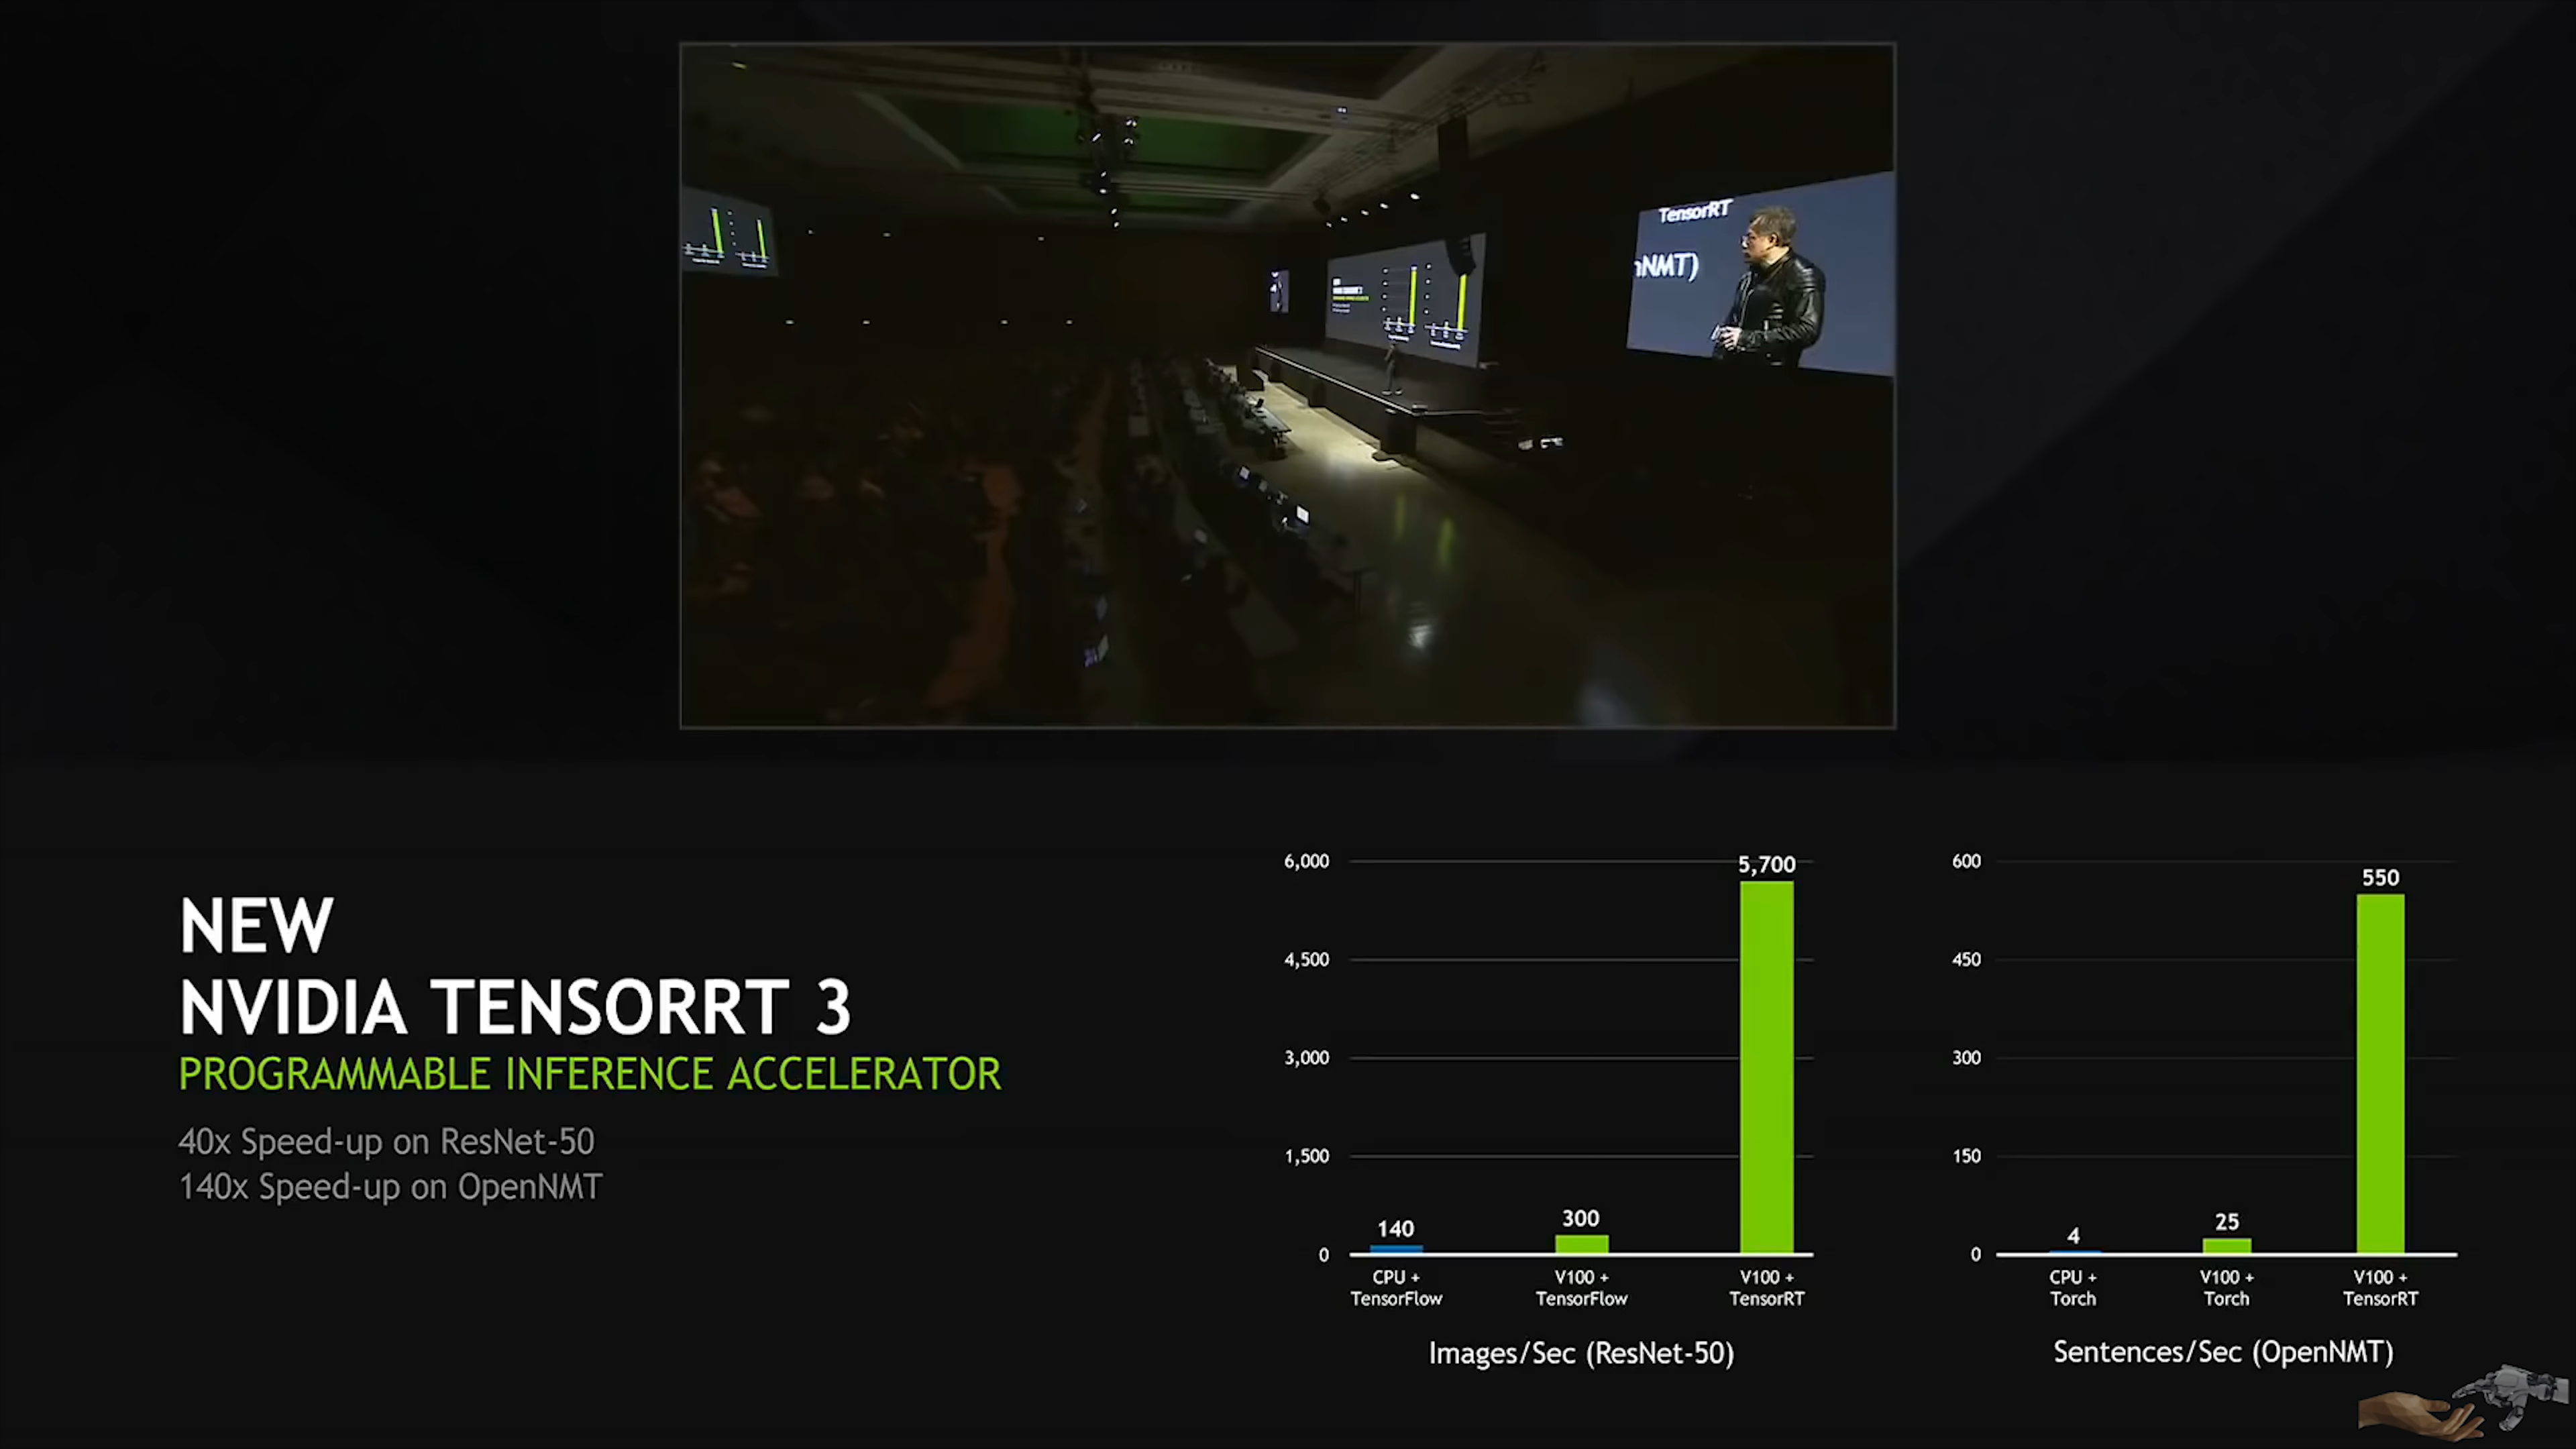 TensorRT
nNMT)
NEW
NVIDIA TENSORRT 3
PROGRAMMABLE INFERENCE ACCELERATOR
40x Speed-up on ResNet-50
140x Speed-up on OpenNMT
6,000
4,500
3,000
1,500
0
140
300
5,700
CPU +
TensorFlow
V100 +
TensorFlow
V100 +
TensorRT
Images/Sec (ResNet-50)
600
450
300
150
0
4
25
550
CPU +
Torch
V100 +
Torch
V100 +
TensorRT
Sentences/Sec (OpenNMT)